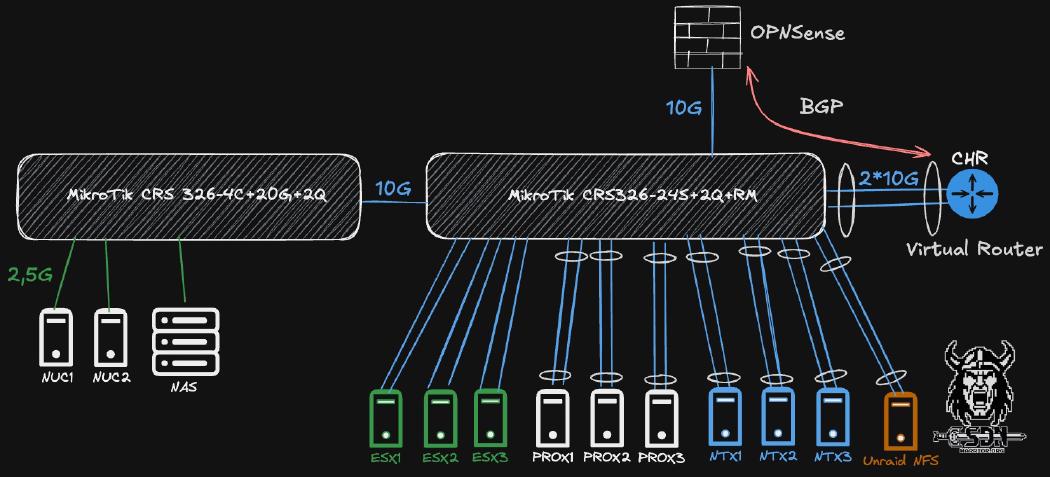 OPNSense
10G
BGP
CHR
MikroTik CRS 326-4C+20G+2Q
10G
MikroTik CRS326-24S+2Q+RM
2*10G
Virtual Router
2,5G
NUC1
NUC2
NAS
ESX1
ESX2
ESX3
PROX1
PROX2
PROX3
NTX1
NTX2
NTX3
Unraid NFS